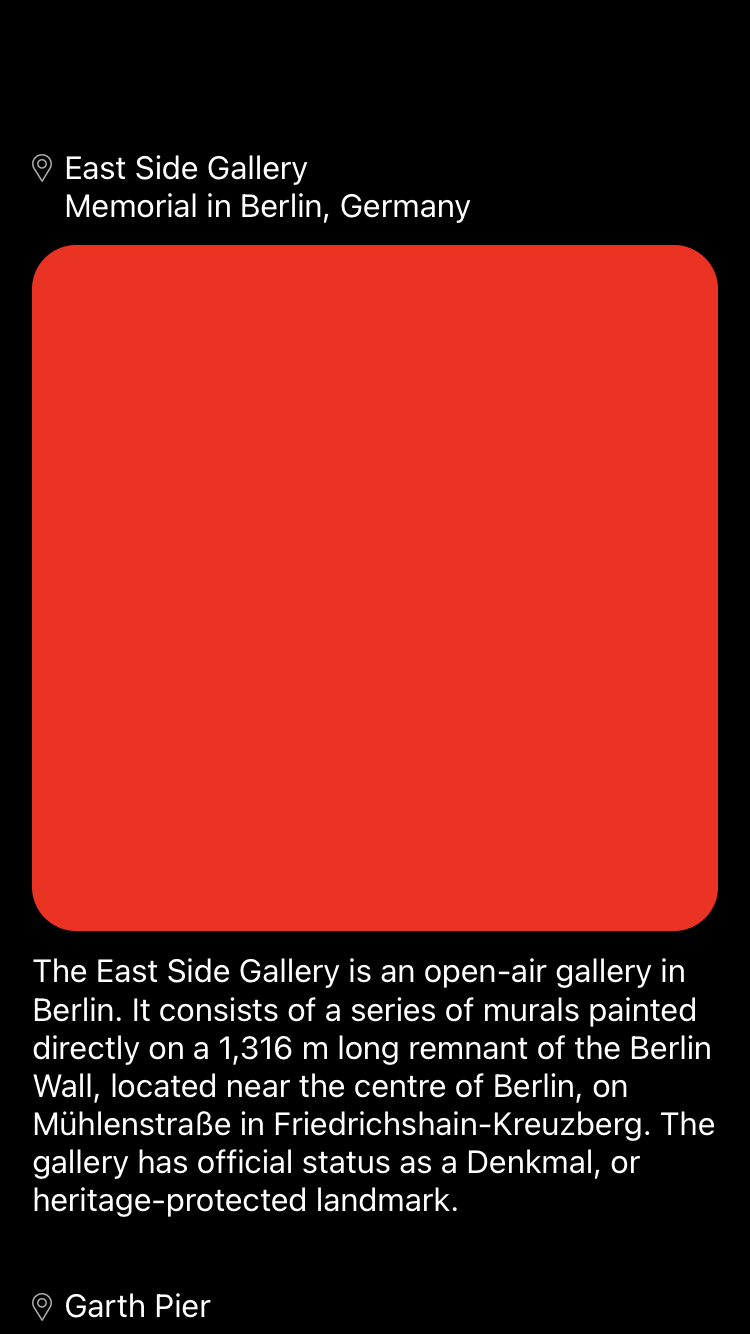 East Side Gallery
Memorial in Berlin, Germany
The East Side Gallery is an open-air gallery in
Berlin. It consists of a series of murals painted
directly on a 1,316 m long remnant of the Berlin
Wall, located near the centre of Berlin, on
Mühlenstraße in Friedrichshain-Kreuzberg. The
gallery has official status as a Denkmal, or
heritage-protected landmark.
Garth Pier